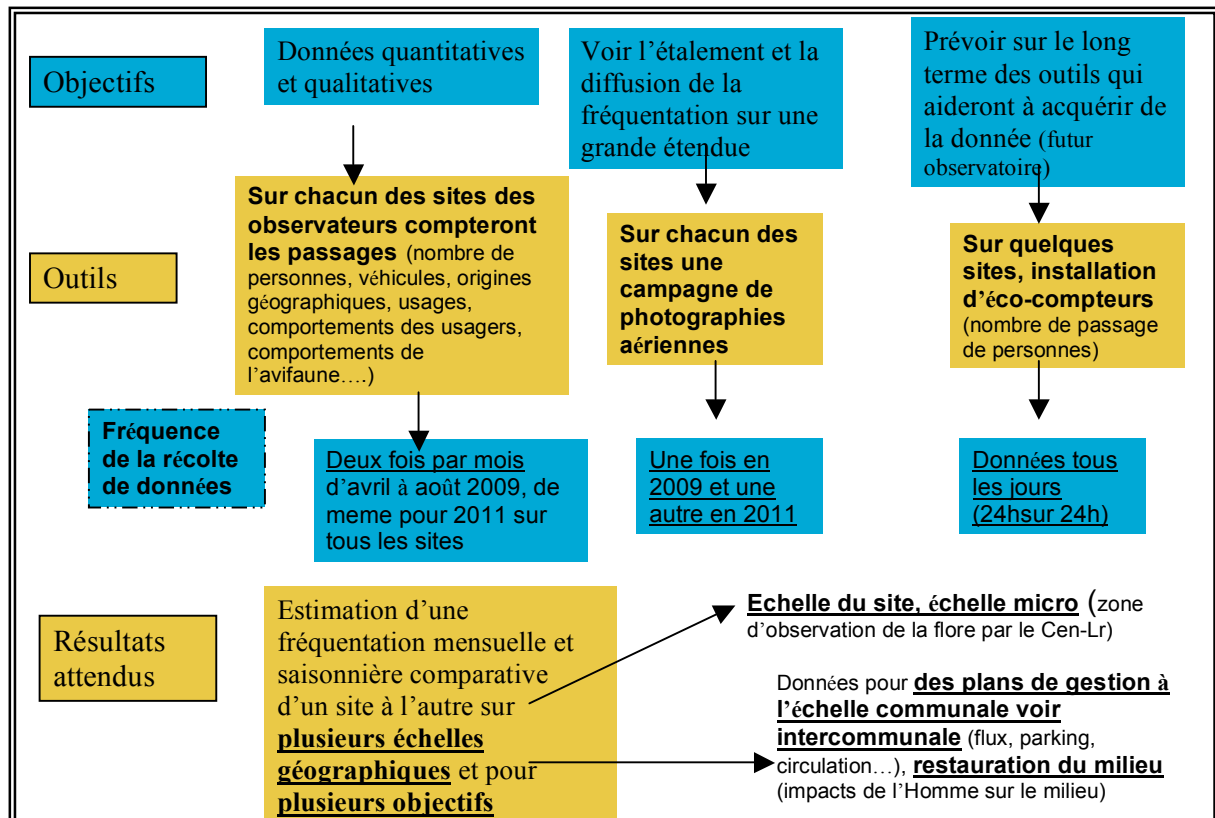 Objectifs
Données quantitatives
et qualitatives
Voir l'étalement et la
diffusion de la
fréquentation sur une
grande étendue
Prévoir sur le long
terme des outils qui
aideront à acquérir de
la donnée (futur
observatoire)
Outils
Sur chacun des sites des
observateurs compteront
les passages (nombre de
personnes, véhicules, origines
géographiques, usages,
comportements des usagers,
comportements de
l'avifaune….)
Sur chacun des
sites une
campagne de
photographies
aériennes
Sur quelques
sites, installation
d'éco-compteurs
(nombre de passage
de personnes)
Fréquence
de la récolte
de données
Deux fois par mois
d'avril à août 2009, de
meme pour 2011 sur
tous les sites
Une fois en
2009 et une
autre en 2011
Données tous
les jours
(24hsur 24h)
Résultats
attendus
Estimation d'une
fréquentation mensuelle et
saisonnière comparative
d'un site à l'autre sur
plusieurs échelles
géographiques et pour
plusieurs objectifs
Echelle du site, échelle micro (zone
d'observation de la flore par le Cen-Lr)
Données pour des plans de gestion à
l'échelle communale voir
intercommunale (flux, parking,
circulation…), restauration du milieu
(impacts de l'Homme sur le milieu)